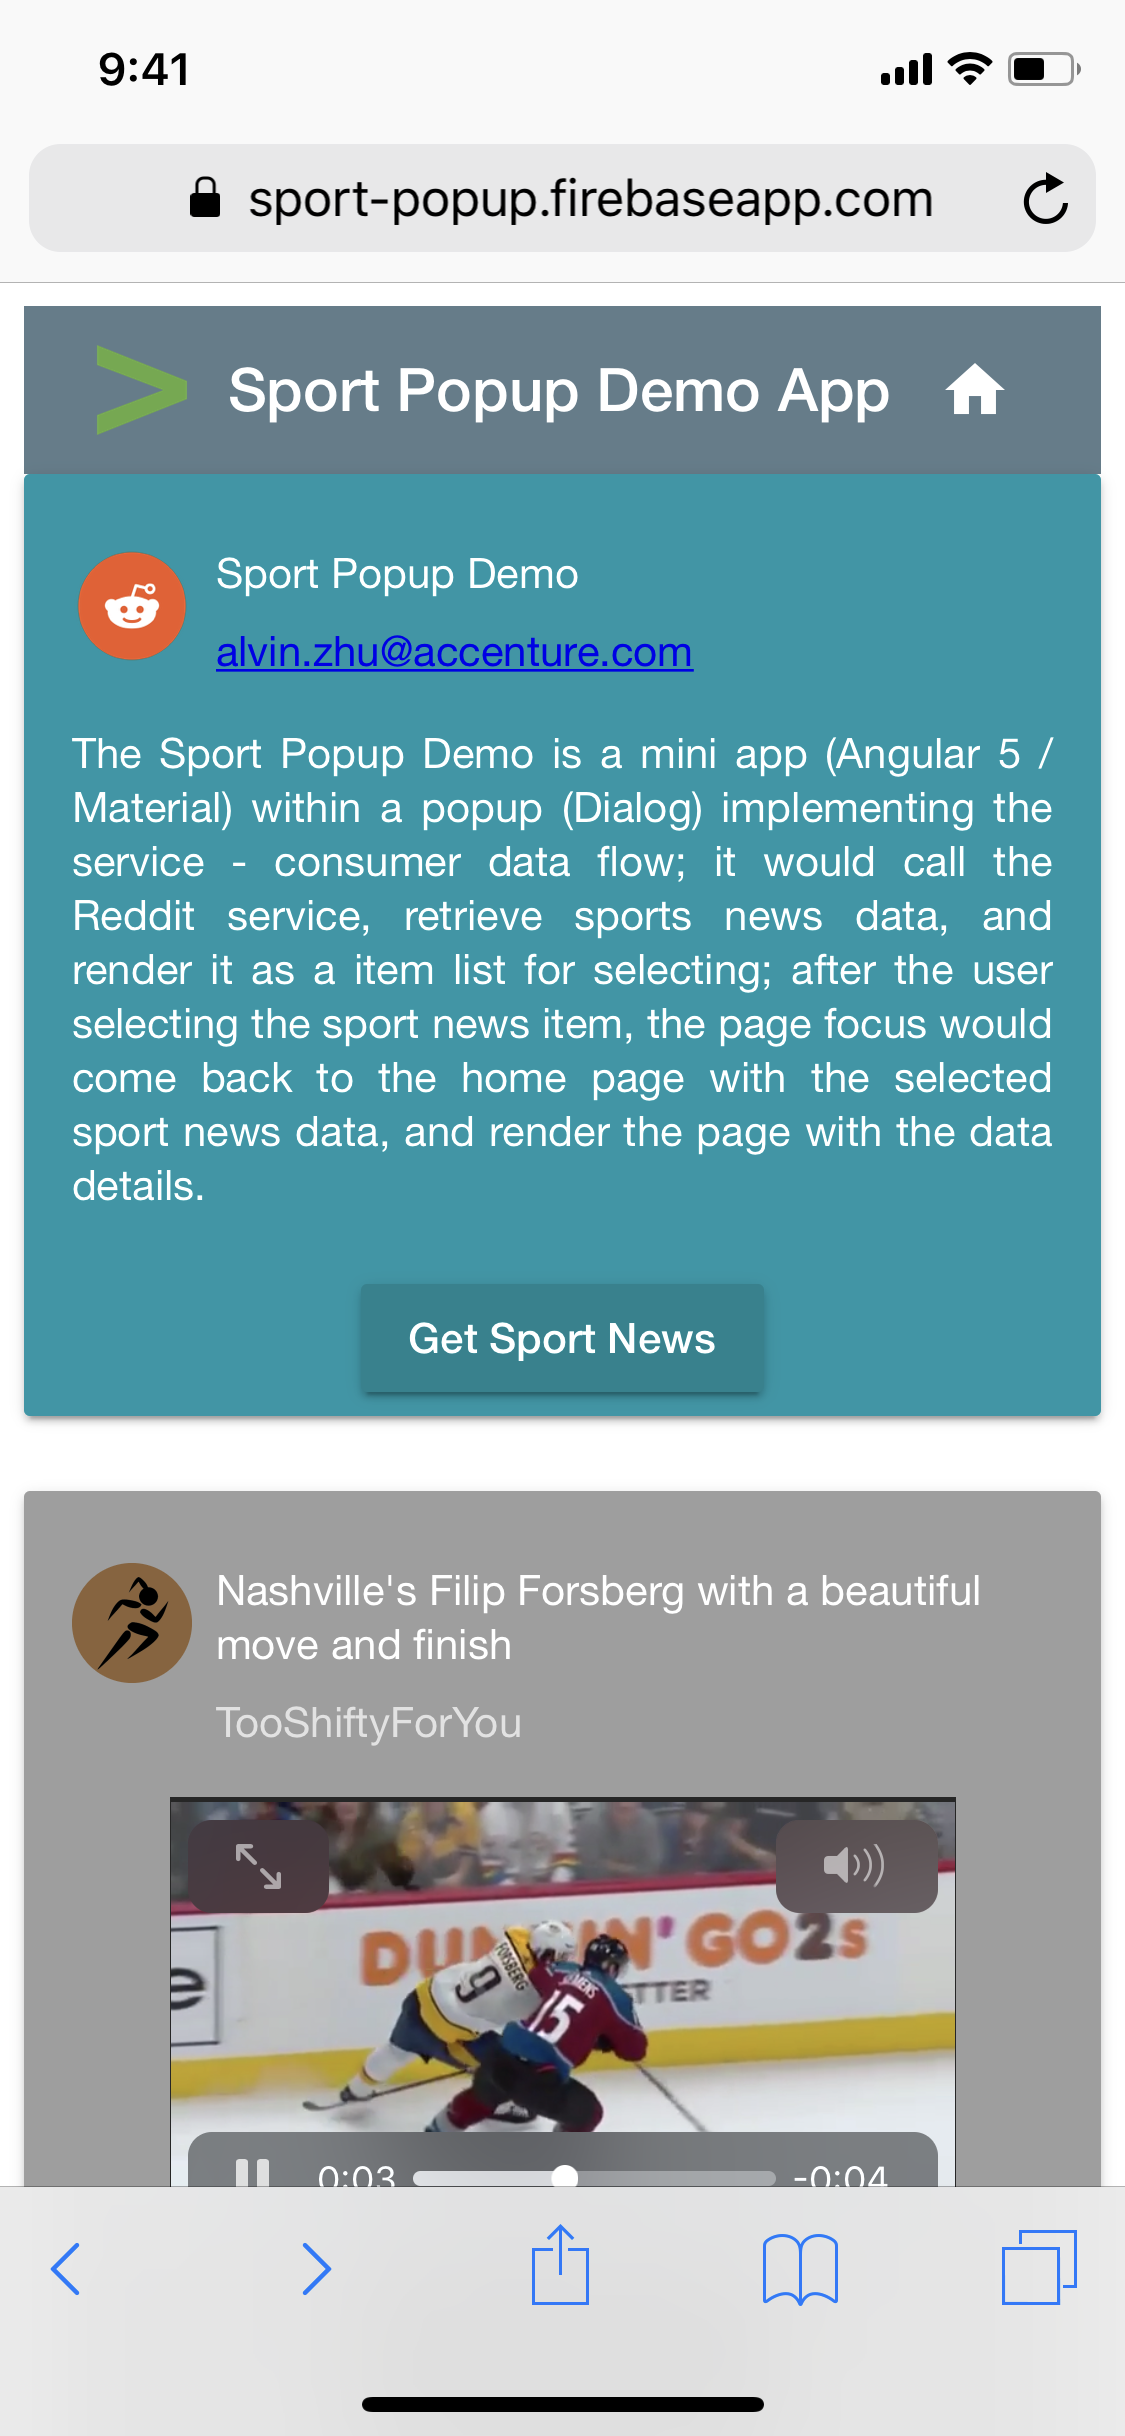 9:41
sport-popup.firebaseapp.com
> Sport Popup Demo App
Sport Popup Demo
alvin.zhu@accenture.com
The Sport Popup Demo is a mini app (Angular 5 /
Material) within a popup (Dialog) implementing the
service - consumer data flow; it would call the
Reddit service, retrieve sports news data, and
render it as a item list for selecting; after the user
selecting the sport news item, the page focus would
come back to the home page with the selected
sport news data, and render the page with the data
details.
Get Sport News
Nashville's Filip Forsberg with a beautiful
move and finish
TooShiftyForYou
GO2s
FORSBERG
9
15
0:03
-0:04